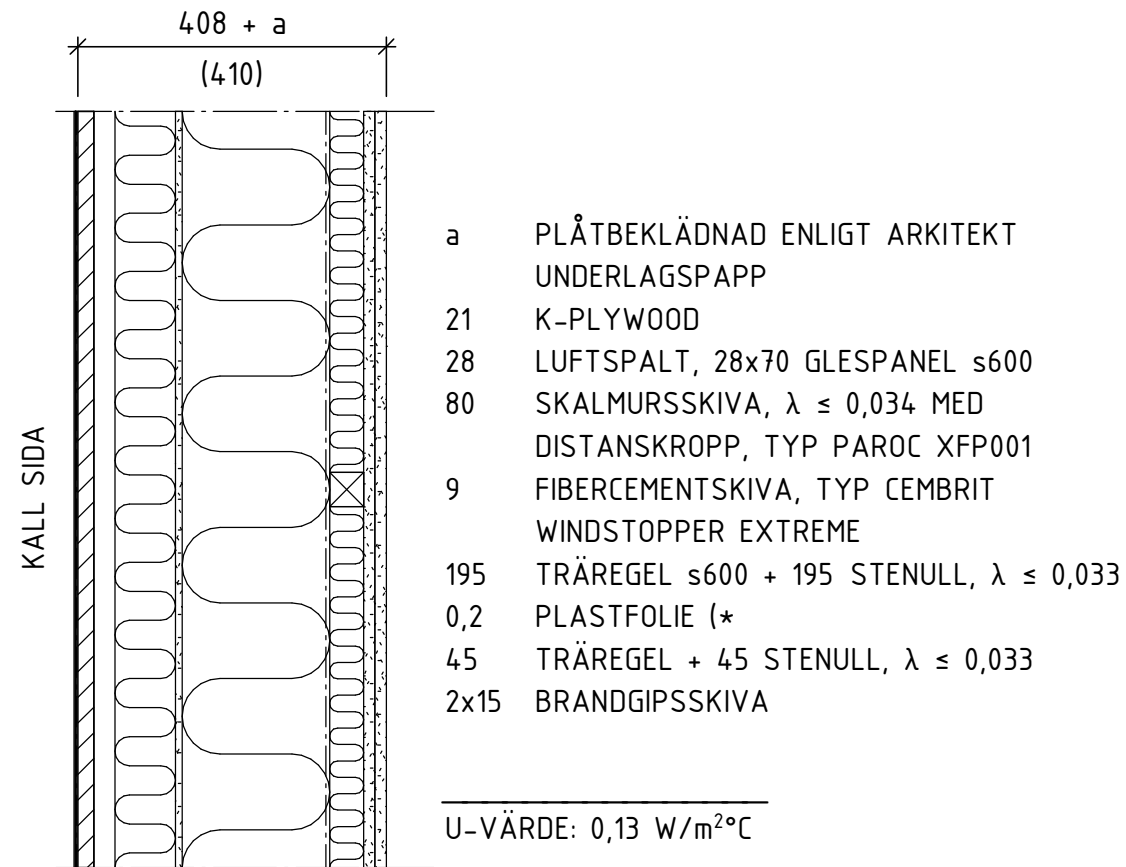 408 + a
(410)
KALL SIDA
a PLÅTBEKLÄDNAD ENLIGT ARKITEKT
UNDERLAGSPAPP
21 K-PLYWOOD
28 LUFTSPALT, 28x70 GLESPANEL s600
80 SKALMURSSKIVA, λ ≤ 0,034 MED
DISTANSKROPP, TYP PAROC XFP001
9 FIBERCEMENTSKIVA, TYP CEMBRIT
WINDSTOPPER EXTREME
195 TRÄREGEL s600 + 195 STENULL, λ ≤ 0,033
0,2 PLASTFOLIE (*
45 TRÄREGEL + 45 STENULL, λ ≤ 0,033
2x15 BRANDGIPSSKIVA
U-VÄRDE: 0,13 W/m²°C